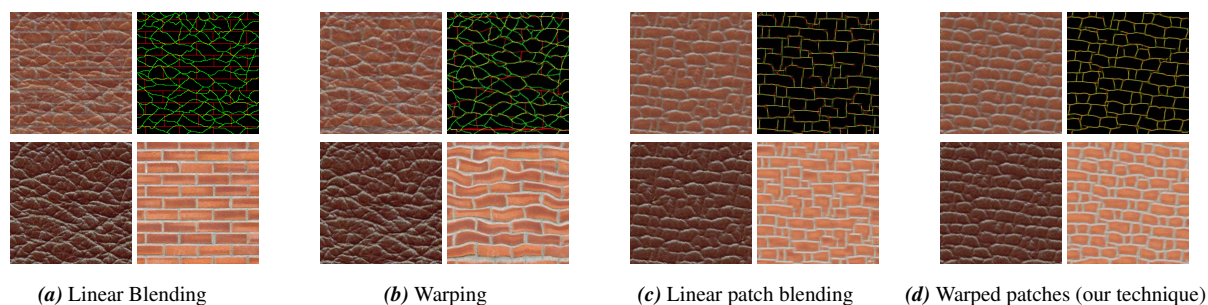 (a) Linear Blending
(b) Warping
(c) Linear patch blending
(d) Warped patches (our technique)